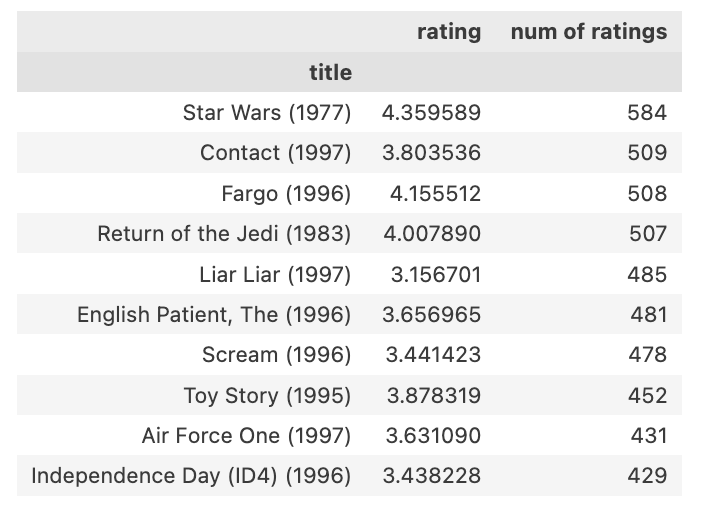 rating num of ratings
title
Star Wars (1977) 4.359589 584
Contact (1997) 3.803536 509
Fargo (1996) 4.155512 508
Return of the Jedi (1983) 4.007890 507
Liar Liar (1997) 3.156701 485
English Patient, The (1996) 3.656965 481
Scream (1996) 3.441423 478
Toy Story (1995) 3.878319 452
Air Force One (1997) 3.631090 431
Independence Day (ID4) (1996) 3.438228 429